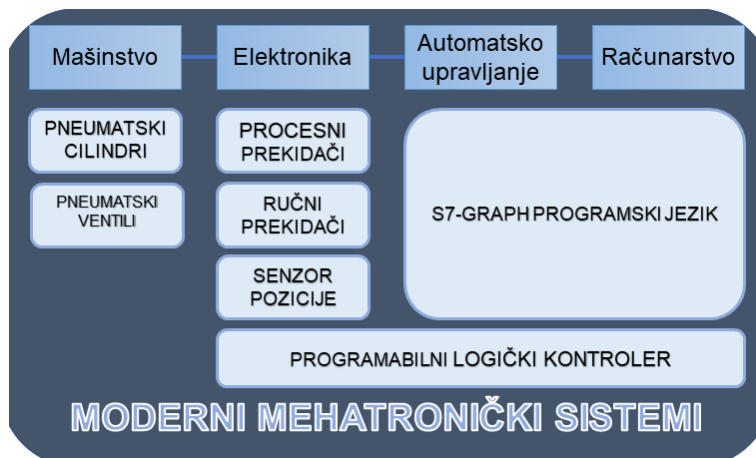 Mašinstvo
Elektronika
Automatsko
upravljanje
Računarstvo
PNEUMATSKI
CILINDRI
PNEUMATSKI
VENTILI
PROCESNI
PREKIDAČI
RUČNI
PREKIDAČI
SENZOR
POZICIJE
S7-GRAPH PROGRAMSKI JEZIK
PROGRAMABILNI LOGIČKI KONTROLER
MODERNI MEHATRONIČKI SISTEMI